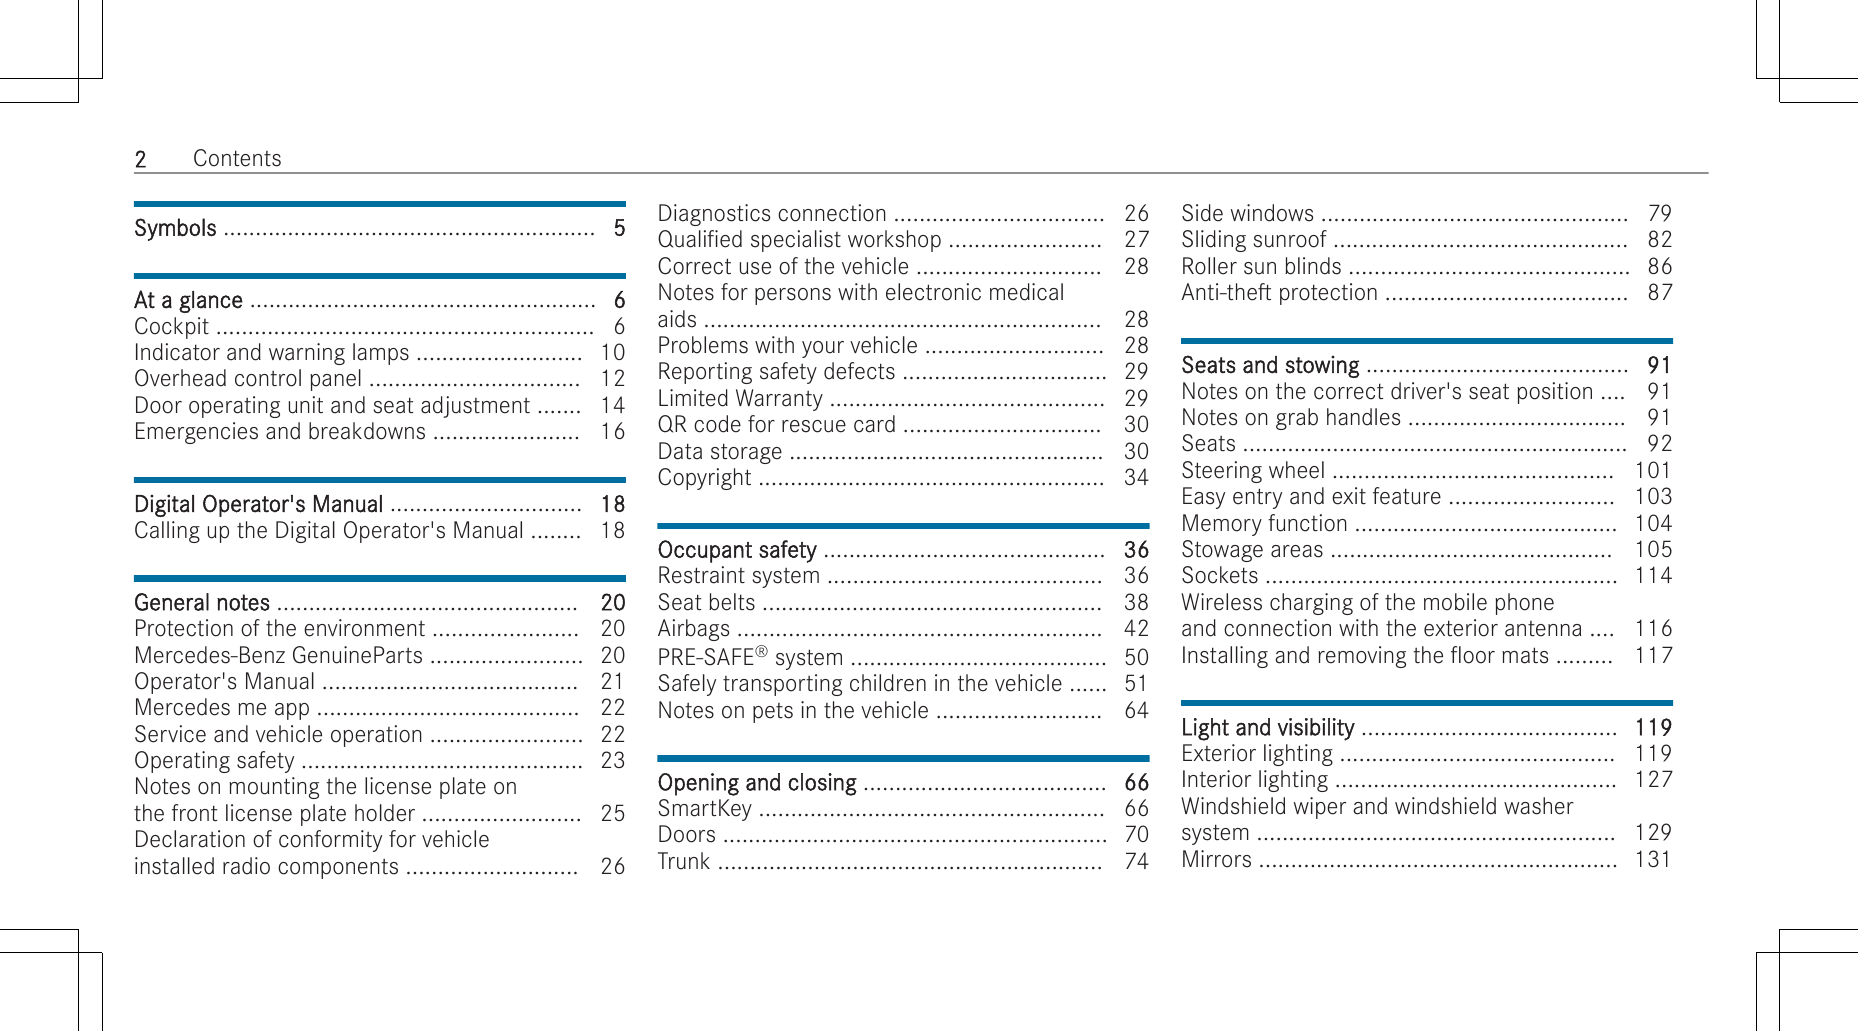 2 Contents
Symbols .......................................................... 5
At a glance ...................................................... 6
Cockpit ........................................................... 6
Indicator and warning lamps .......................... 10
Overhead control panel ................................. 12
Door operating unit and seat adjustment ....... 14
Emergencies and breakdowns ....................... 16
Digital Operator's Manual .............................. 18
Calling up the Digital Operator's Manual ........ 18
General notes ............................................... 20
Protection of the environment ....................... 20
Mercedes-Benz GenuineParts ........................ 20
Operator's Manual ........................................ 21
Mercedes me app ......................................... 22
Service and vehicle operation ........................ 22
Operating safety ............................................ 23
Notes on mounting the license plate on
the front license plate holder ......................... 25
Declaration of conformity for vehicle
installed radio components ........................... 26
Diagnostics connection ................................. 26
Qualified specialist workshop ........................ 27
Correct use of the vehicle ............................. 28
Notes for persons with electronic medical
aids .............................................................. 28
Problems with your vehicle ............................ 28
Reporting safety defects ................................ 29
Limited Warranty ........................................... 29
QR code for rescue card ............................... 30
Data storage ................................................. 30
Copyright ...................................................... 34
Occupant safety ............................................ 36
Restraint system ........................................... 36
Seat belts ..................................................... 38
Airbags ......................................................... 42
PRE-SAFE® system ........................................ 50
Safely transporting children in the vehicle ...... 51
Notes on pets in the vehicle .......................... 64
Opening and closing ...................................... 66
SmartKey ...................................................... 66
Doors ............................................................ 70
Trunk ............................................................ 74
Side windows ................................................ 79
Sliding sunroof .............................................. 82
Roller sun blinds ............................................ 86
Anti-theft protection ...................................... 87
Seats and stowing ......................................... 91
Notes on the correct driver's seat position .... 91
Notes on grab handles .................................. 91
Seats ............................................................ 92
Steering wheel ............................................ 101
Easy entry and exit feature .......................... 103
Memory function ......................................... 104
Stowage areas ............................................ 105
Sockets ....................................................... 114
Wireless charging of the mobile phone
and connection with the exterior antenna .... 116
Installing and removing the floor mats ......... 117
Light and visibility ........................................ 119
Exterior lighting ........................................... 119
Interior lighting ............................................ 127
Windshield wiper and windshield washer
system ........................................................ 129
Mirrors ........................................................ 131